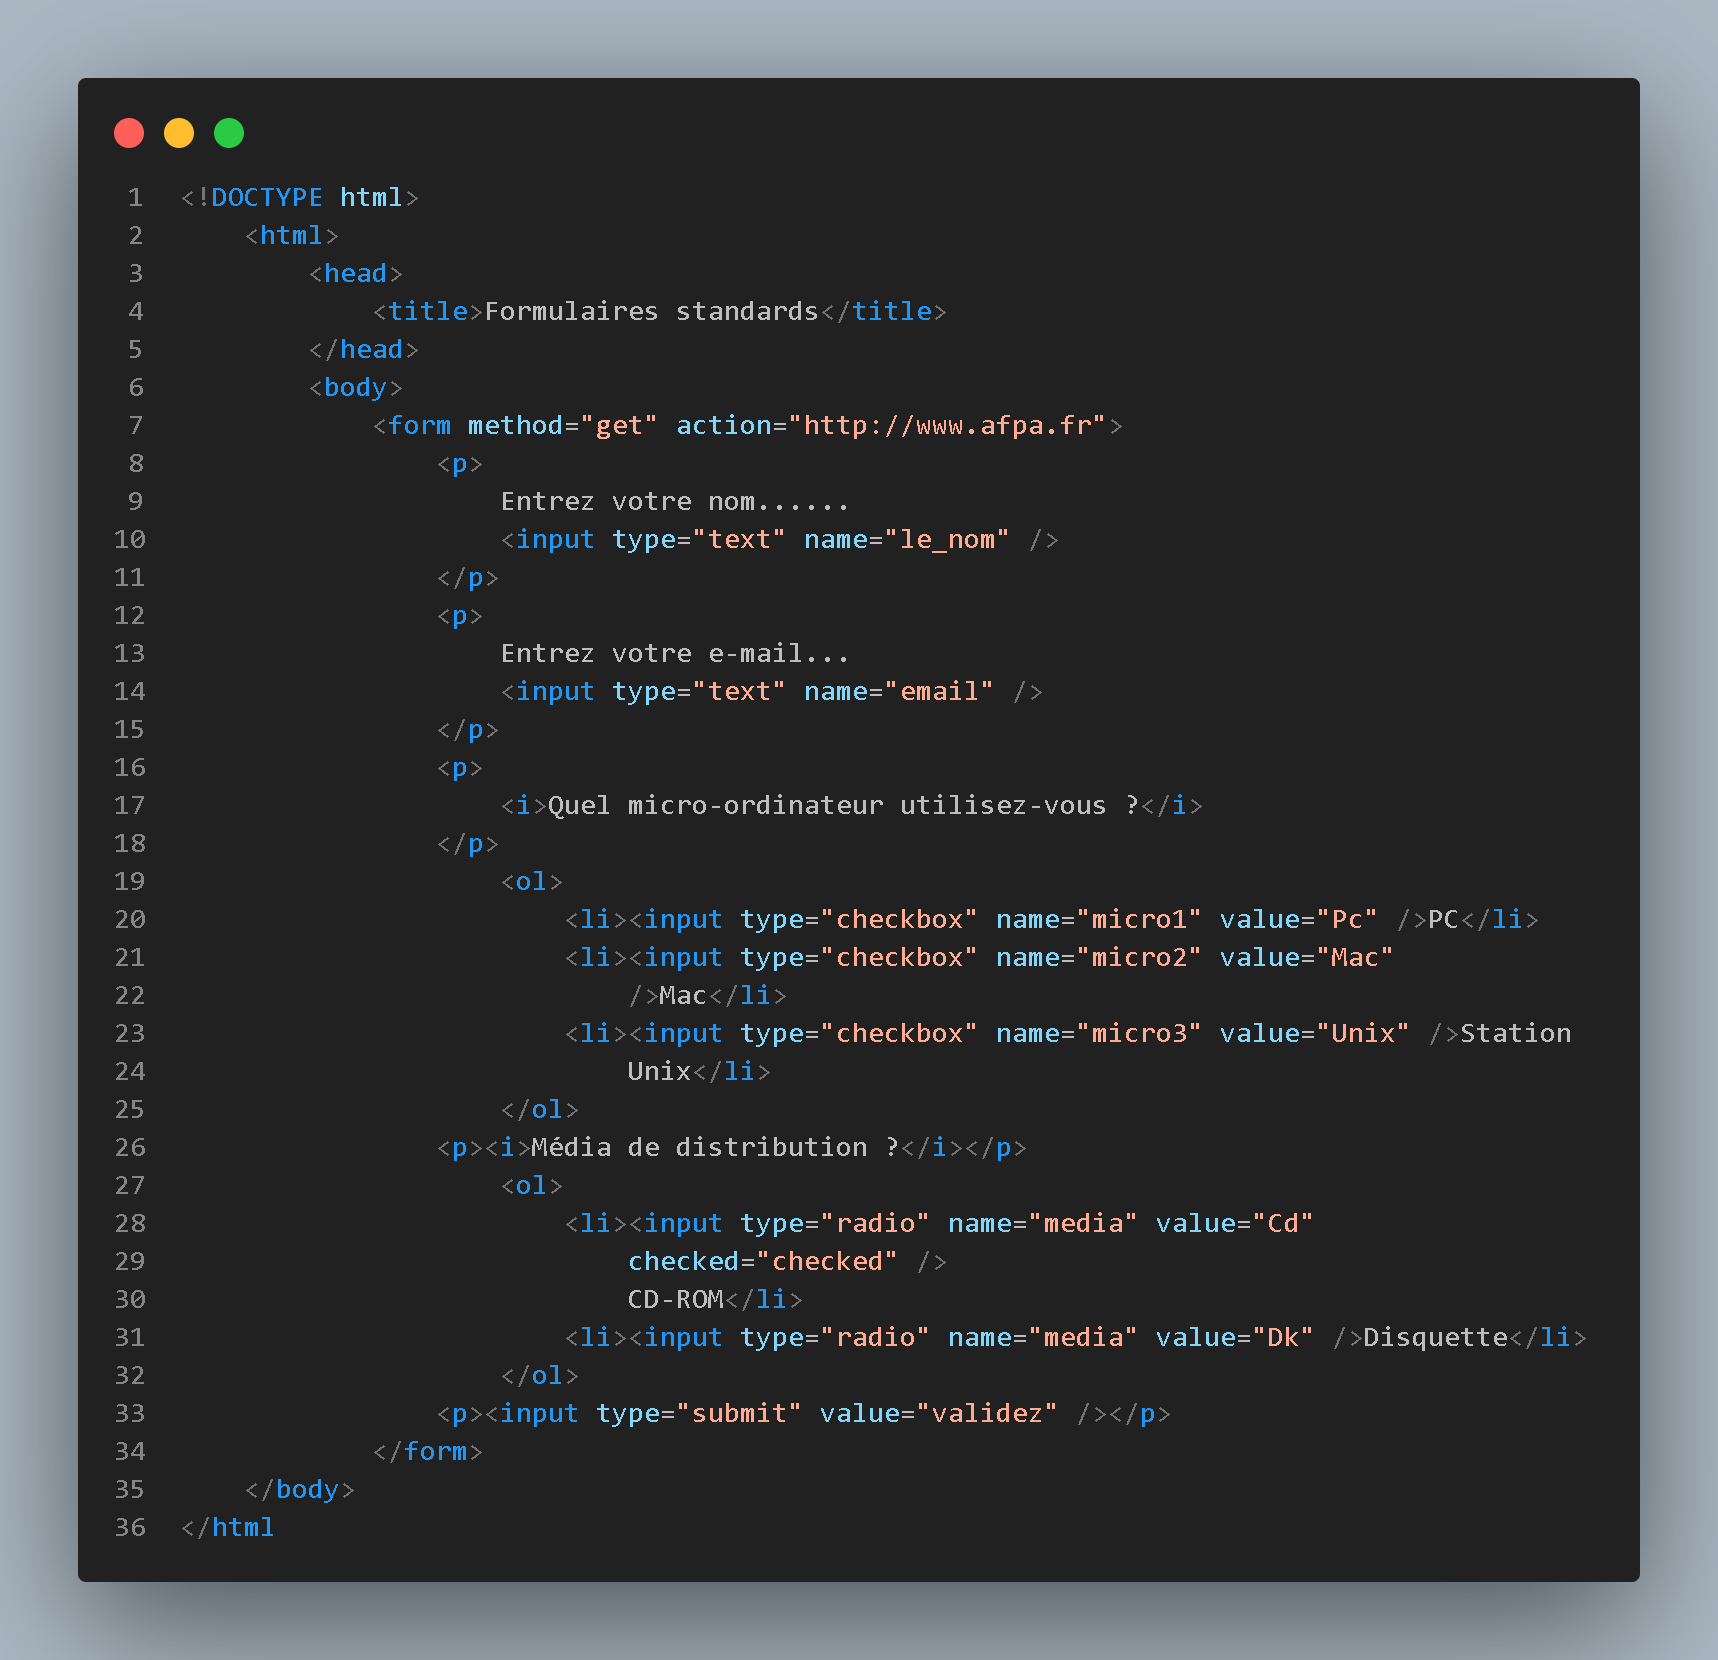 1 <!DOCTYPE html>
2     <html>
3         <head>
4             <title>Formulaires standards</title>
5         </head>
6         <body>
7             <form method="get" action="http://www.afpa.fr">
8                 <p>
9                     Entrez votre nom......
10                     <input type="text" name="le_nom" />
11                 </p>
12                 <p>
13                     Entrez votre e-mail...
14                     <input type="text" name="email" />
15                 </p>
16                 <p>
17                     <i>Quel micro-ordinateur utilisez-vous ?</i>
18                 </p>
19                     <ol>
20                         <li><input type="checkbox" name="micro1" value="Pc" />PC</li>
21                         <li><input type="checkbox" name="micro2" value="Mac"
22                             />Mac</li>
23                         <li><input type="checkbox" name="micro3" value="Unix" />Station
24                             Unix</li>
25                     </ol>
26                 <p><i>Média de distribution ?</i></p>
27                     <ol>
28                         <li><input type="radio" name="media" value="Cd"
29                             checked="checked" />
30                             CD-ROM</li>
31                         <li><input type="radio" name="media" value="Dk" />Disquette</li>
32                     </ol>
33                 <p><input type="submit" value="validez" /></p>
34             </form>
35     </body>
36 </html